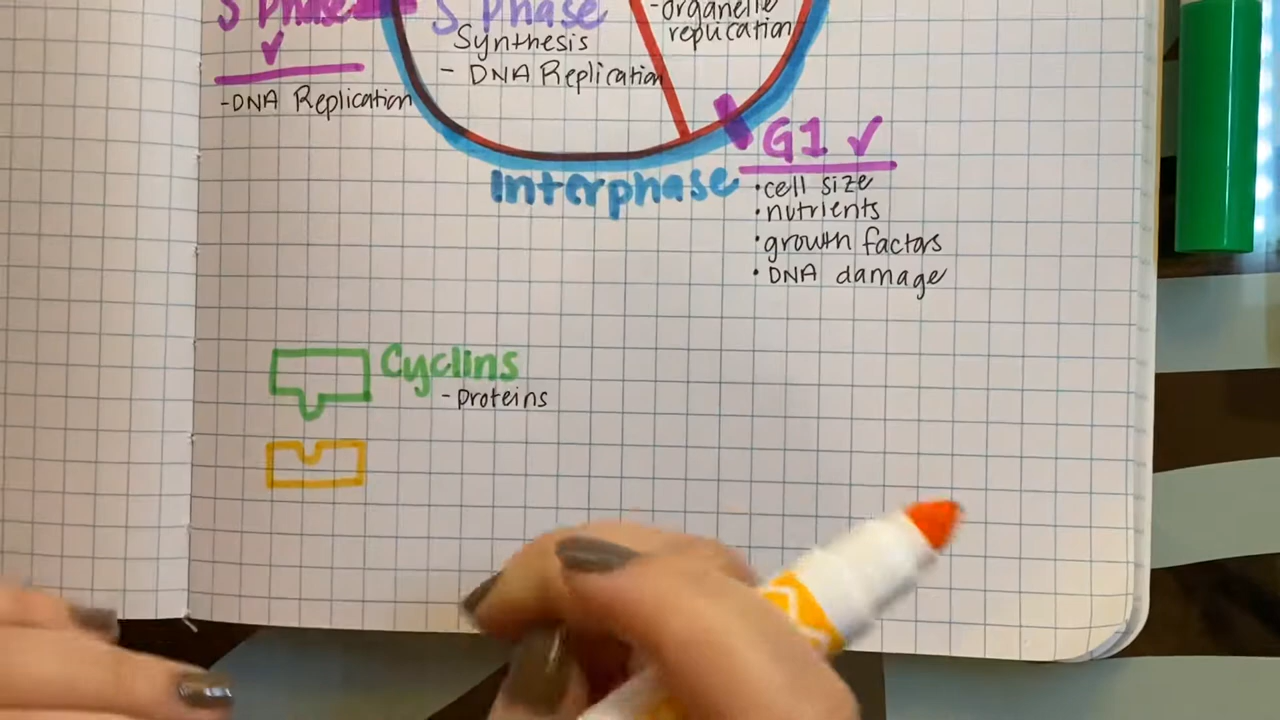 S Phase
✓
-DNA Replication
S Phase
Synthesis
- DNA Replication
-organelle
replication
G1 ✓
Interphase
•cell size
•nutrients
•growth factors
•DNA damage
Cyclins
-proteins